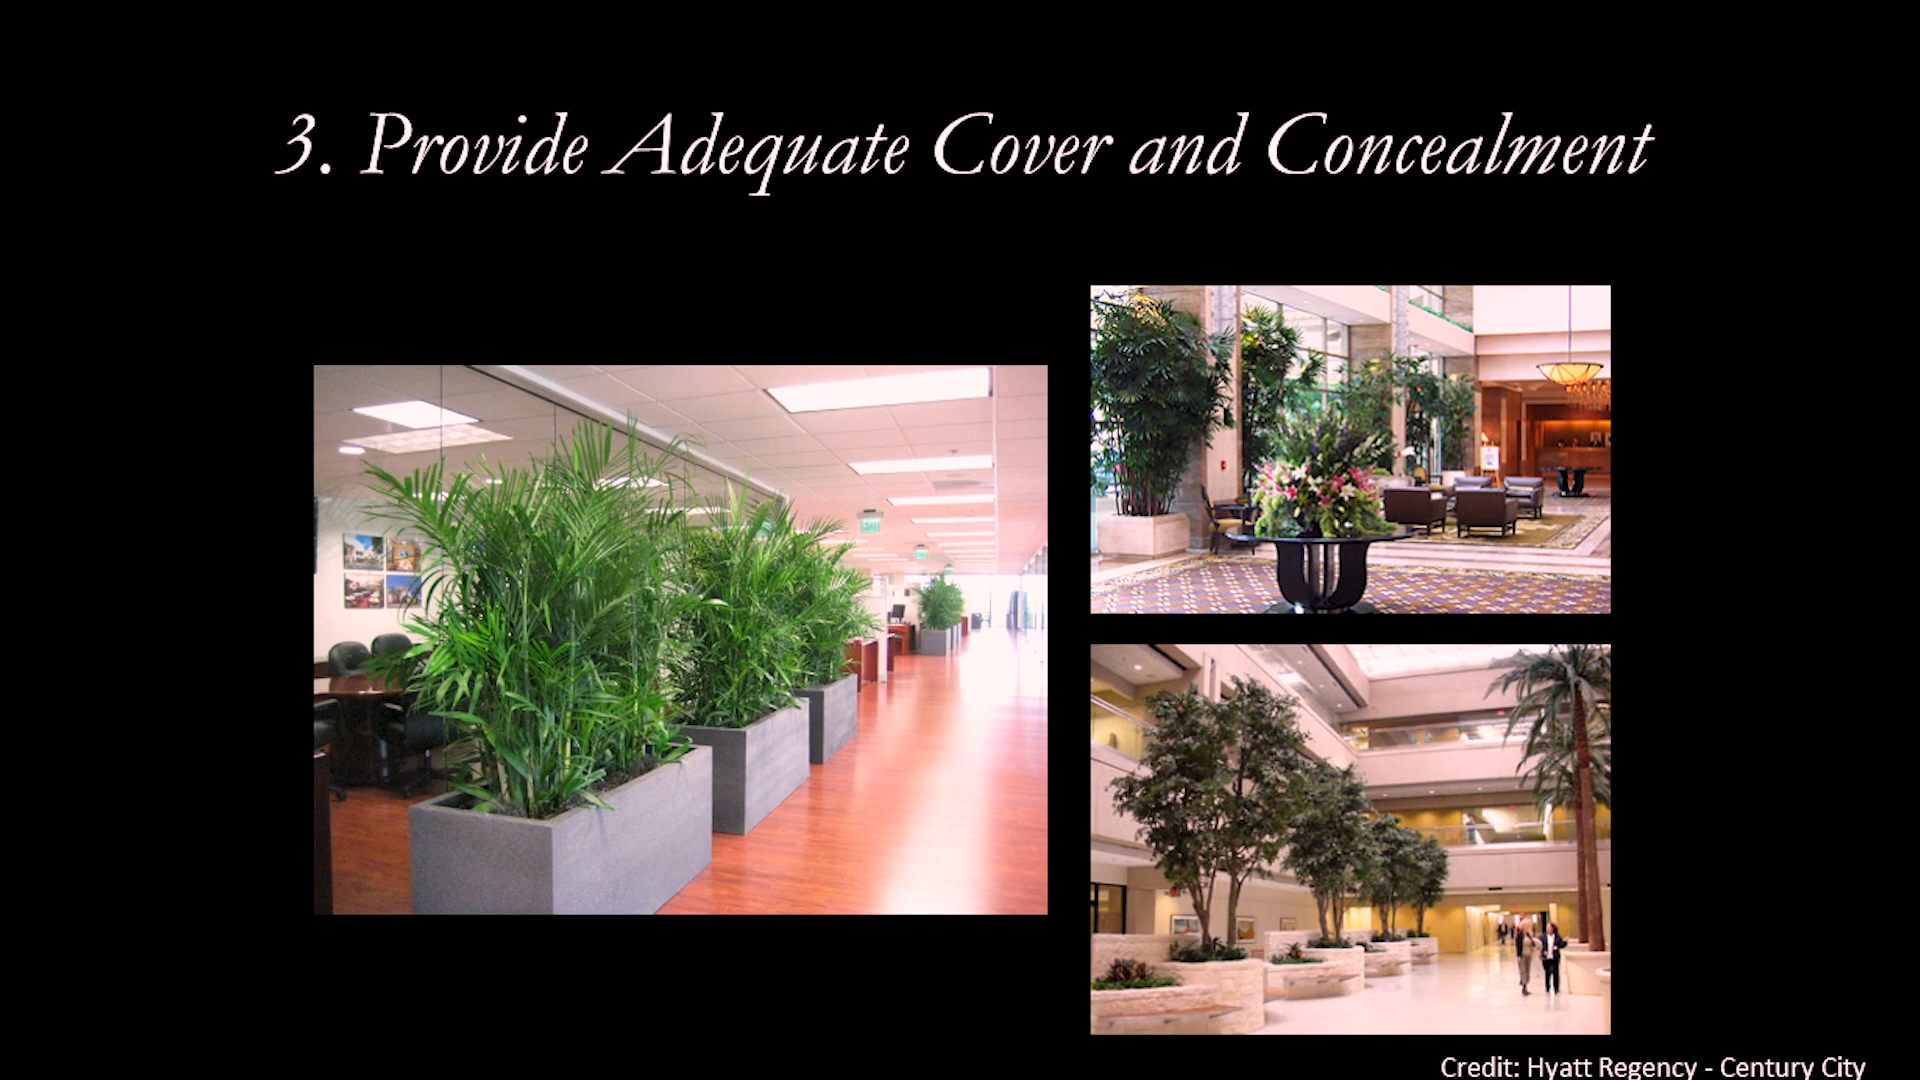 3. Provide Adequate Cover and Concealment
Credit: Hyatt Regency - Century City